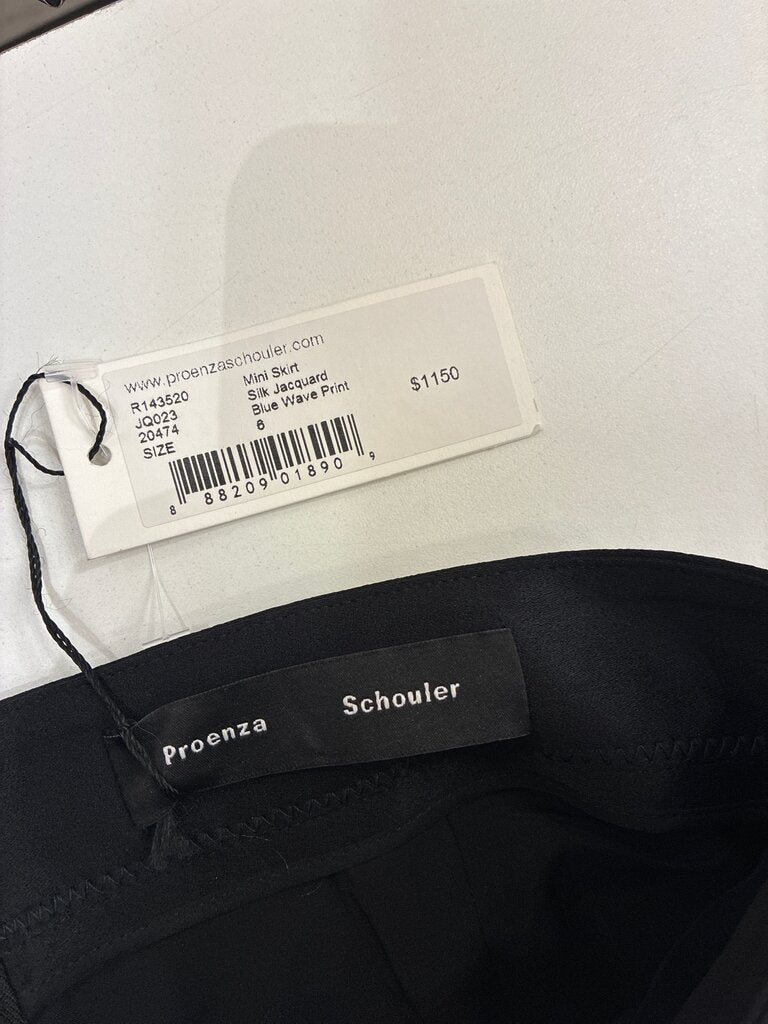 www.proenzaschouler.com
R143520 Mini Skirt
JQ023 Silk Jacquard $1150
20474 Blue Wave Print
SIZE 6
8 88209 01890 9
Proenza Schouler